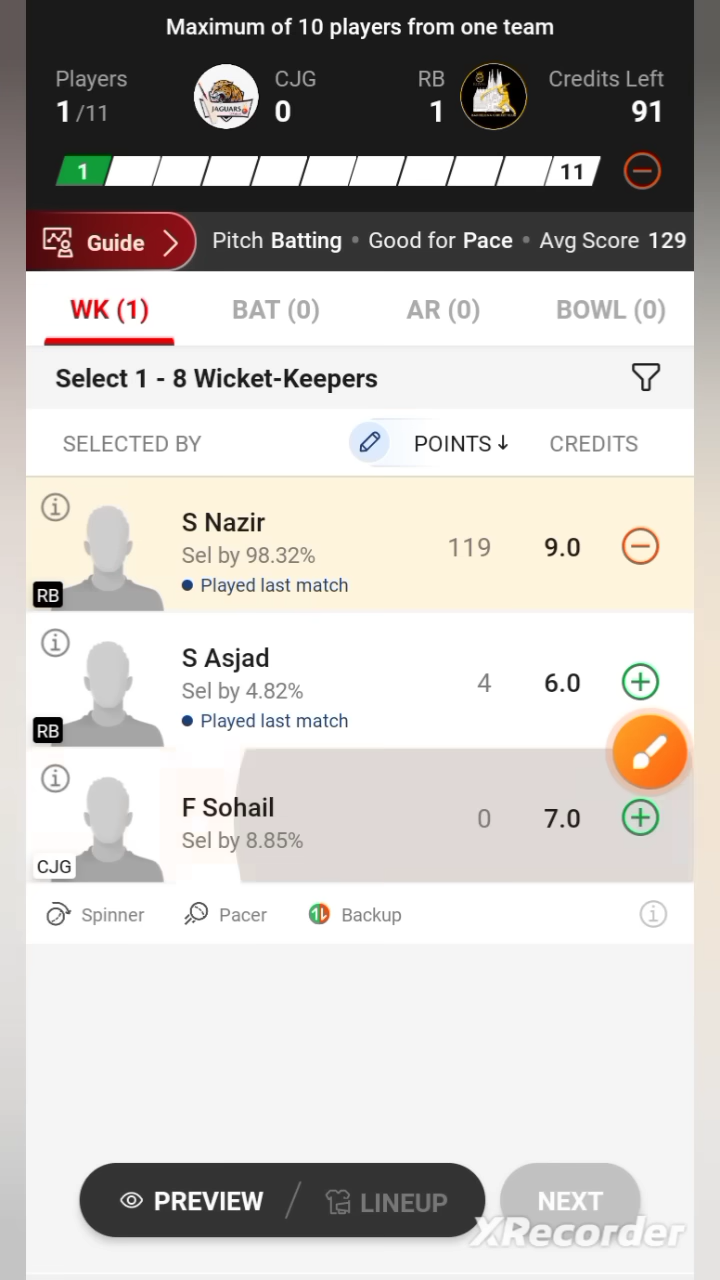 Maximum of 10 players from one team
Players CJG RB Credits Left
1/11 0 1 91
JAGUARS
1 11
Guide Pitch Batting • Good for Pace • Avg Score 129
WK (1) BAT (0) AR (0) BOWL (0)
Select 1 - 8 Wicket-Keepers
SELECTED BY POINTS↓ CREDITS
S Nazir
Sel by 98.32% 119 9.0
Played last match
RB
S Asjad
Sel by 4.82% 4 6.0
Played last match
RB
F Sohail
Sel by 8.85% 0 7.0
CJG
Spinner Pacer Backup
PREVIEW / LINEUP NEXT
XRecorder